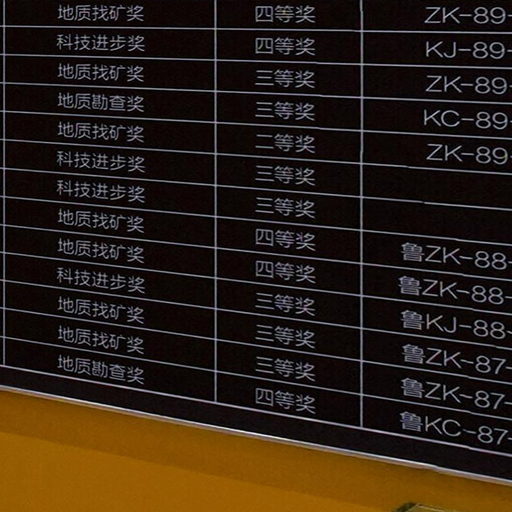 地质找矿奖 四等奖 ZK-89-
科技进步奖 四等奖 KJ-89-
地质找矿奖 三等奖 ZK-89-
地质勘查奖 三等奖 KC-89-
地质找矿奖 二等奖 ZK-89-
科技进步奖 三等奖
科技进步奖 三等奖
地质找矿奖 四等奖 鲁ZK-88-
地质找矿奖 四等奖 鲁ZK-88-
科技进步奖 三等奖 鲁KJ-88-
地质找矿奖 三等奖 鲁ZK-87-
地质找矿奖 三等奖 鲁ZK-87-
地质勘查奖 四等奖 鲁KC-87-